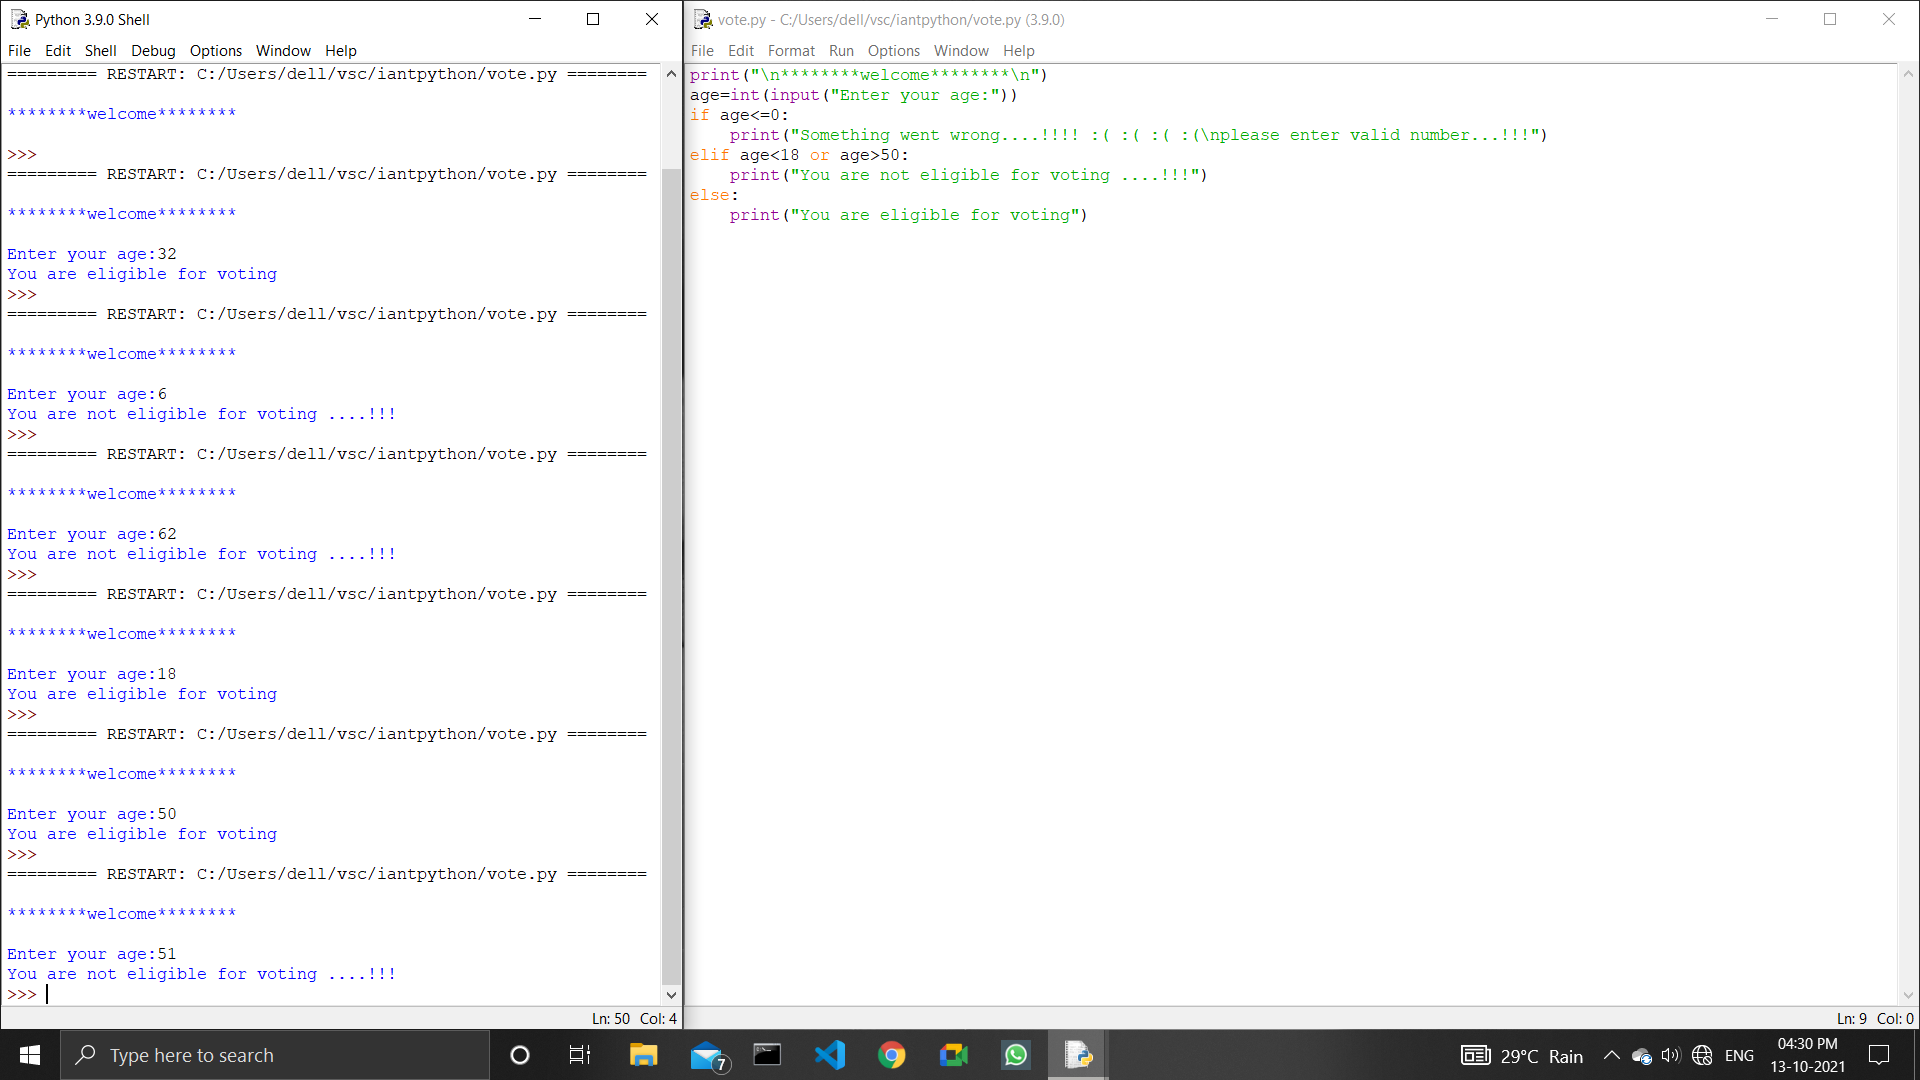 Python 3.9.0 Shell
File Edit Shell Debug Options Window Help
========= RESTART: C:/Users/dell/vsc/iantpython/vote.py ========
********welcome********
>>>
========= RESTART: C:/Users/dell/vsc/iantpython/vote.py ========
********welcome********
Enter your age:32
You are eligible for voting
>>>
========= RESTART: C:/Users/dell/vsc/iantpython/vote.py ========
********welcome********
Enter your age:6
You are not eligible for voting ....!!!
>>>
========= RESTART: C:/Users/dell/vsc/iantpython/vote.py ========
********welcome********
Enter your age:62
You are not eligible for voting ....!!!
>>>
========= RESTART: C:/Users/dell/vsc/iantpython/vote.py ========
********welcome********
Enter your age:18
You are eligible for voting
>>>
========= RESTART: C:/Users/dell/vsc/iantpython/vote.py ========
********welcome********
Enter your age:50
You are eligible for voting
>>>
========= RESTART: C:/Users/dell/vsc/iantpython/vote.py ========
********welcome********
Enter your age:51
You are not eligible for voting ....!!!
>>>
Ln: 50 Col: 4
vote.py - C:/Users/dell/vsc/iantpython/vote.py (3.9.0)
File Edit Format Run Options Window Help
print("\n********welcome********\n")
age=int(input("Enter your age:"))
if age<=0:
    print("Something went wrong....!!!! :( :( :( :(\nplease enter valid number...!!!")
elif age<18 or age>50:
    print("You are not eligible for voting ....!!!")
else:
    print("You are eligible for voting")
Ln: 9 Col: 0
Type here to search
7
29°C Rain
ENG
04:30 PM
13-10-2021